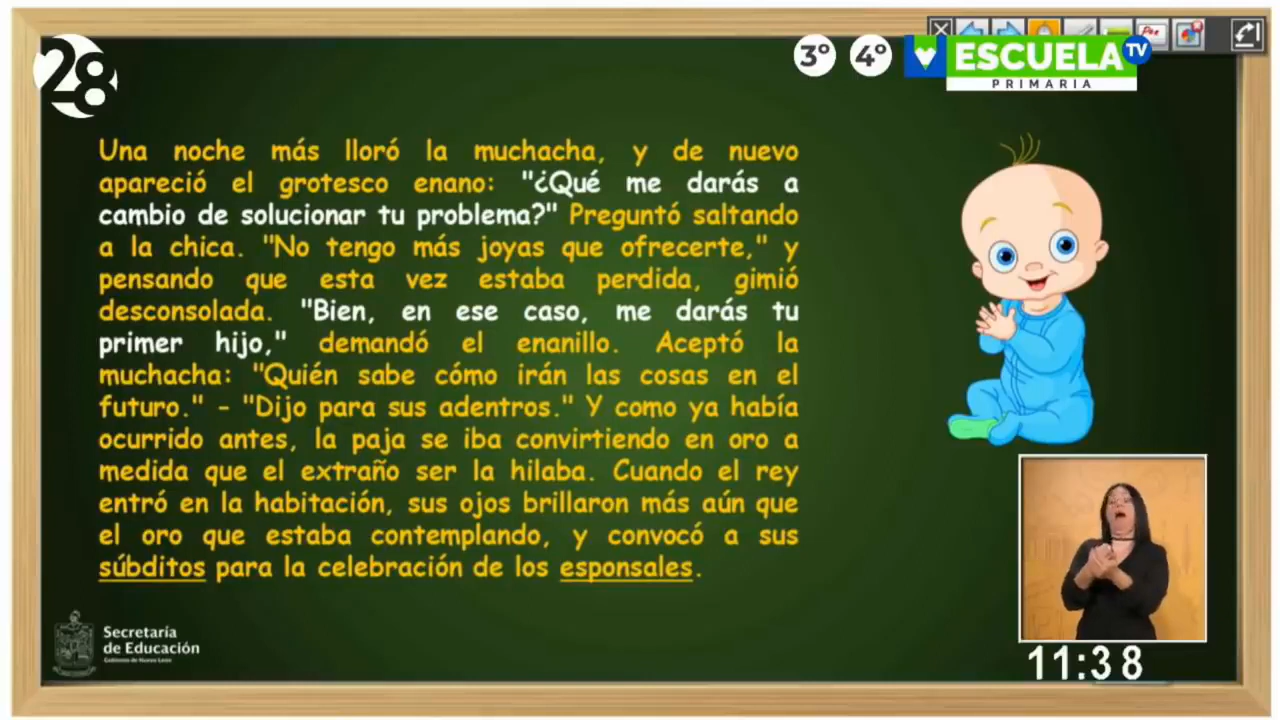 28
3º 4º ESCUELA TV
PRIMARIA
Una noche más lloró la muchacha, y de nuevo
apareció el grotesco enano: "¿Qué me darás a
cambio de solucionar tu problema?" Preguntó saltando
a la chica. "No tengo más joyas que ofrecerte," y
pensando que esta vez estaba perdida, gimió
desconsolada. "Bien, en ese caso, me darás tu
primer hijo," demandó el enanillo. Aceptó la
muchacha: "Quién sabe cómo irán las cosas en el
futuro." - "Dijo para sus adentros." Y como ya había
ocurrido antes, la paja se iba convirtiendo en oro a
medida que el extraño ser la hilaba. Cuando el rey
entró en la habitación, sus ojos brillaron más aún que
el oro que estaba contemplando, y convocó a sus
súbditos para la celebración de los esponsales.
Secretaría
de Educación
Gobierno de Nuevo León
11:38